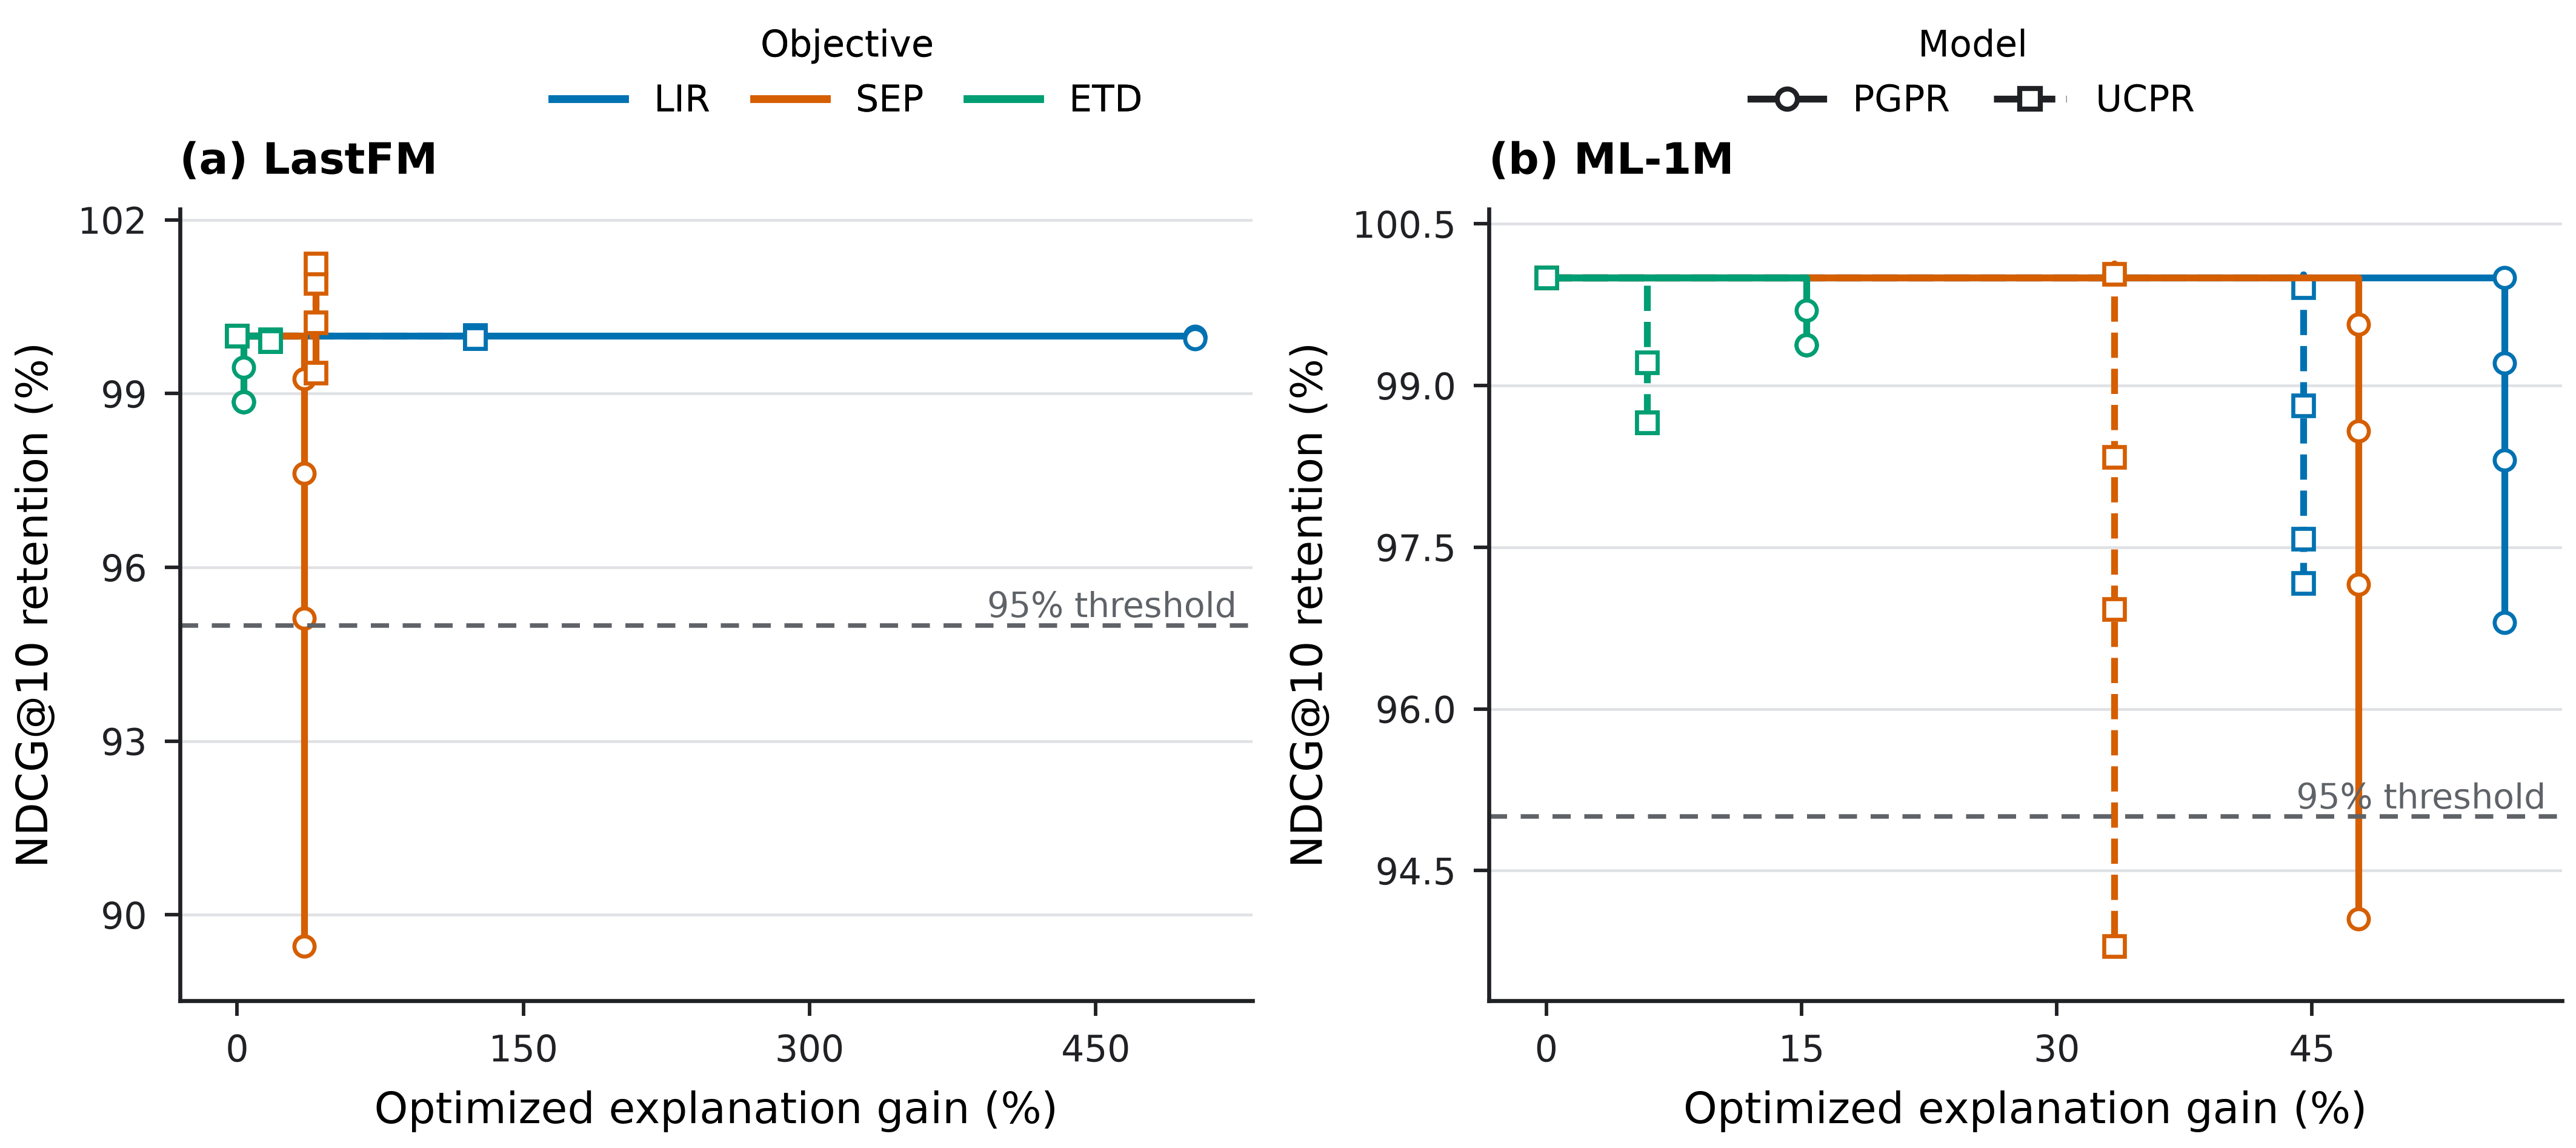 Objective
LIR SEP ETD
Model
PGPR UCPR
(a) LastFM
102
99
96
93
90
NDCG@10 retention (%)
95% threshold
0 150 300 450
Optimized explanation gain (%)
(b) ML-1M
100.5
99.0
97.5
96.0
94.5
NDCG@10 retention (%)
95% threshold
0 15 30 45
Optimized explanation gain (%)